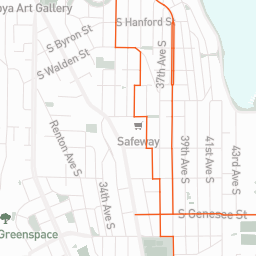 ya Art Gallery
S Hanford St
S Byron St
S Walden St
37th Ave S
Renton Ave S
Safeway
39th Ave S
41st Ave S
43rd Ave S
34th Ave S
S Genesee St
Greenspace